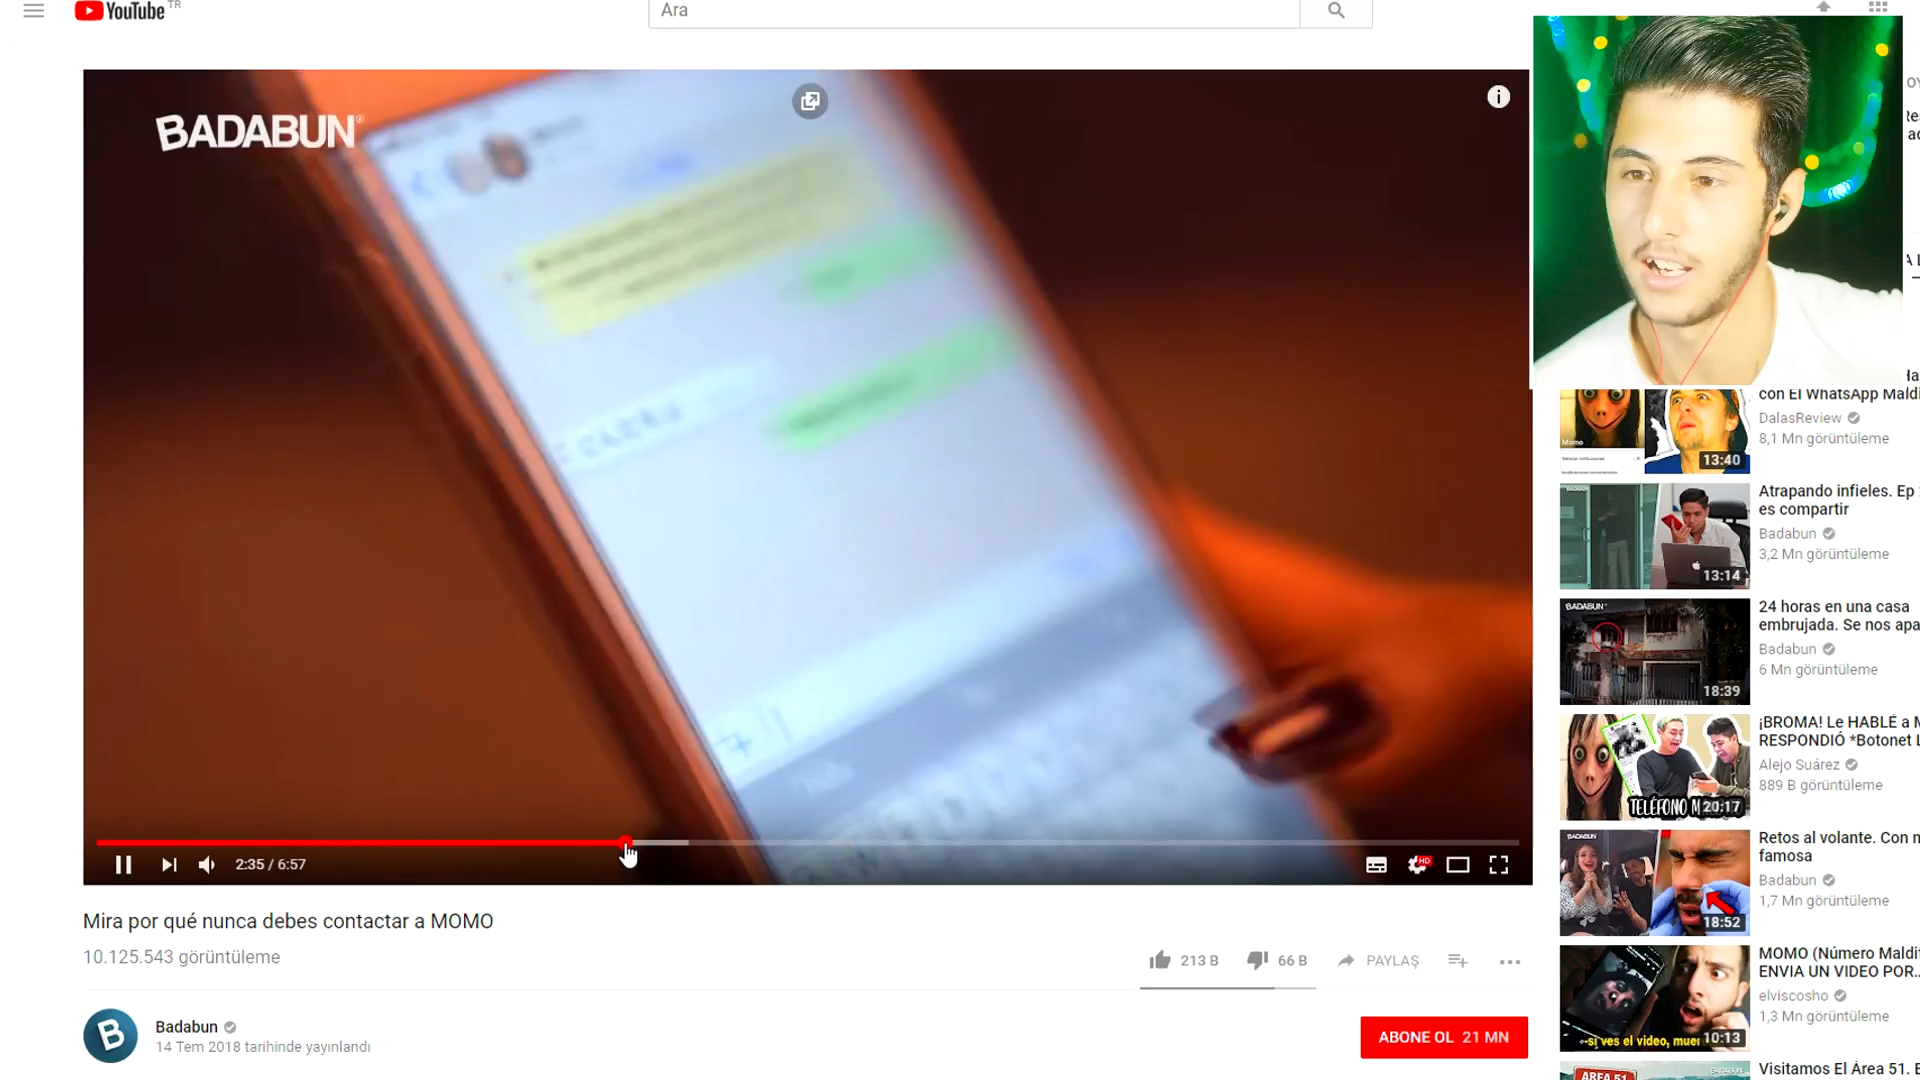 YouTube TR
Ara
BADABUN
2:35 / 6:57
HD
Mira por qué nunca debes contactar a MOMO
10.125.543 görüntüleme
213 B
66 B
PAYLAŞ
Badabun
14 Tem 2018 tarihinde yayınlandı
ABONE OL 21 MN
con El WhatsApp Maldi
DalasReview
8,1 Mn görüntüleme
Momo
13:40
Atrapando infieles. Ep
es compartir
Badabun
3,2 Mn görüntüleme
13:14
24 horas en una casa
embrujada. Se nos apa
Badabun
6 Mn görüntüleme
BADABUN
18:39
¡BROMA! Le HABLÉ a M
RESPONDIÓ *Botonet L
Alejo Suárez
889 B görüntüleme
TELÉFONO M
20:17
Retos al volante. Con n
famosa
Badabun
1,7 Mn görüntüleme
BADABUN
18:52
MOMO (Número Maldit
ENVIA UN VIDEO POR...
elviscosho
1,3 Mn görüntüleme
-si ves el video, muer
10:13
Visitamos El Área 51. E
AREA 51